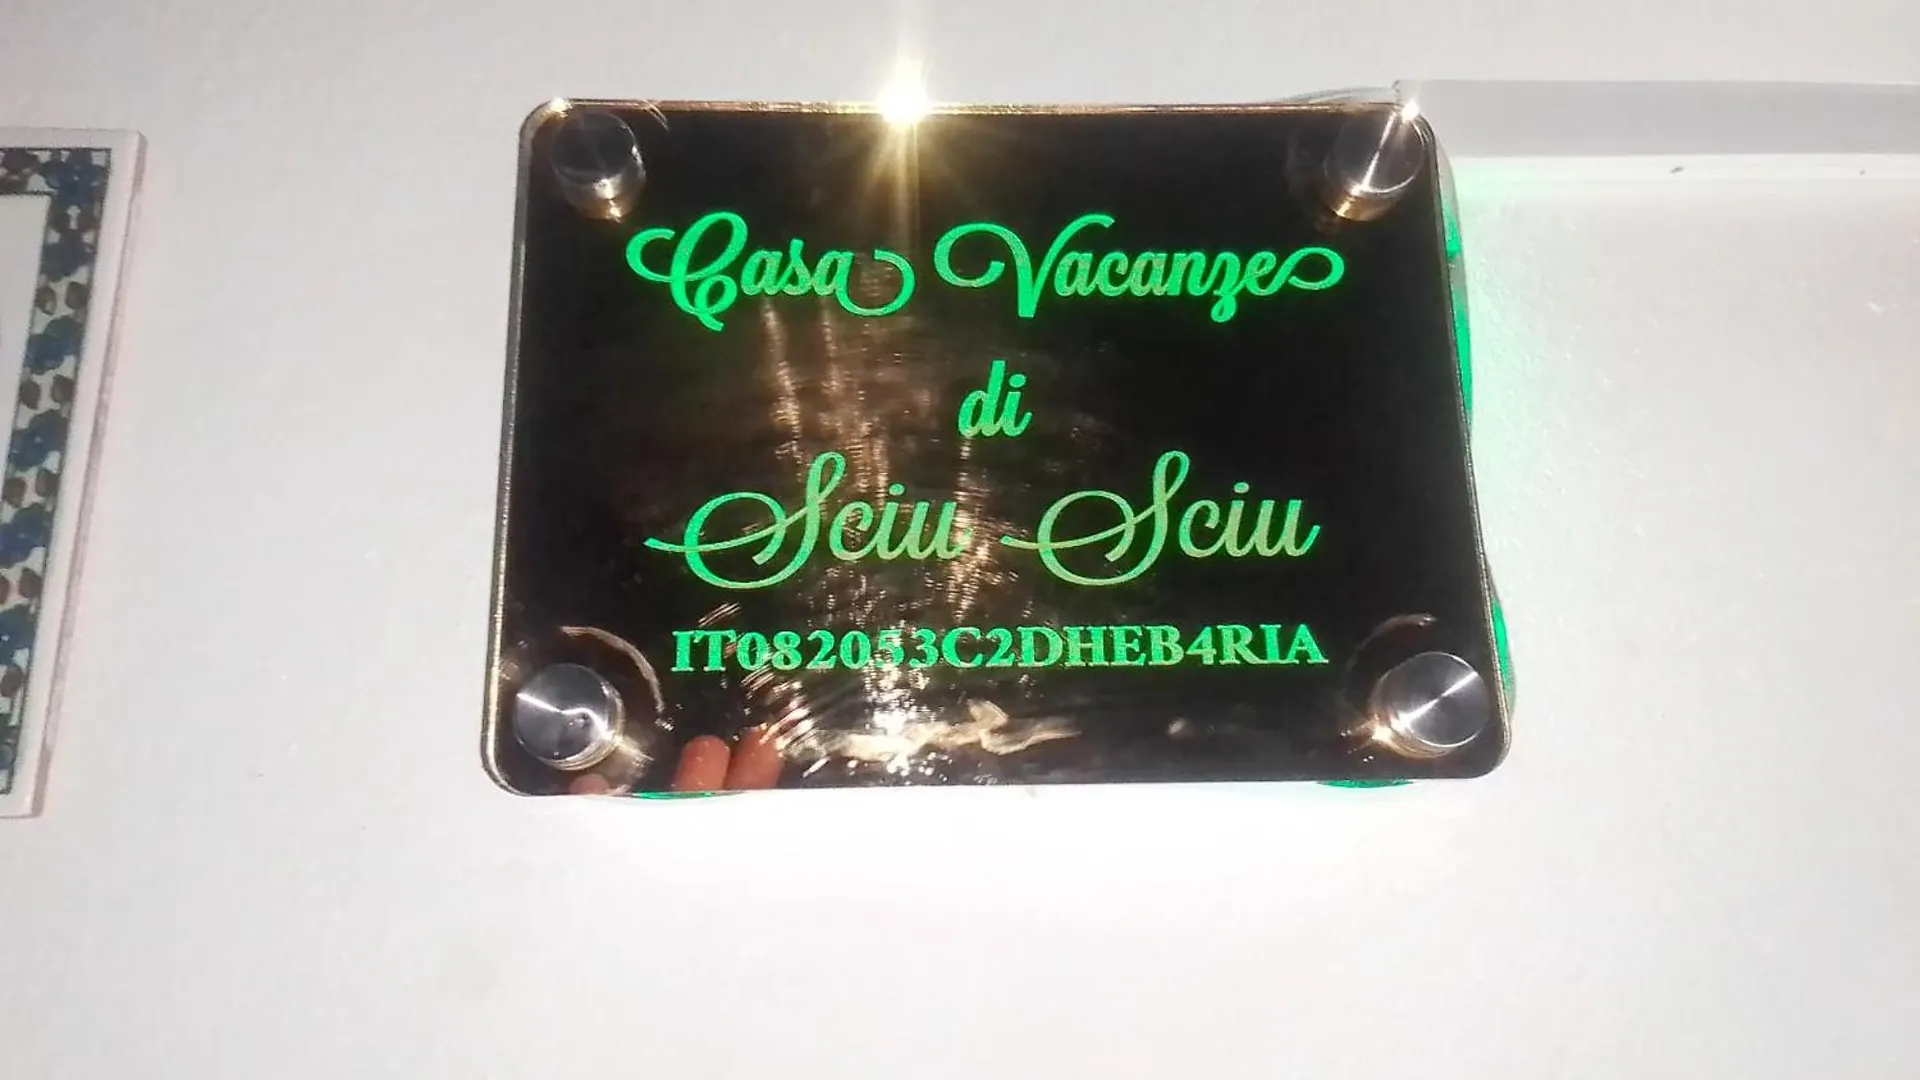 Casa Vacanze
di
Sciu Sciu
IT082053C2DHEB4RIA